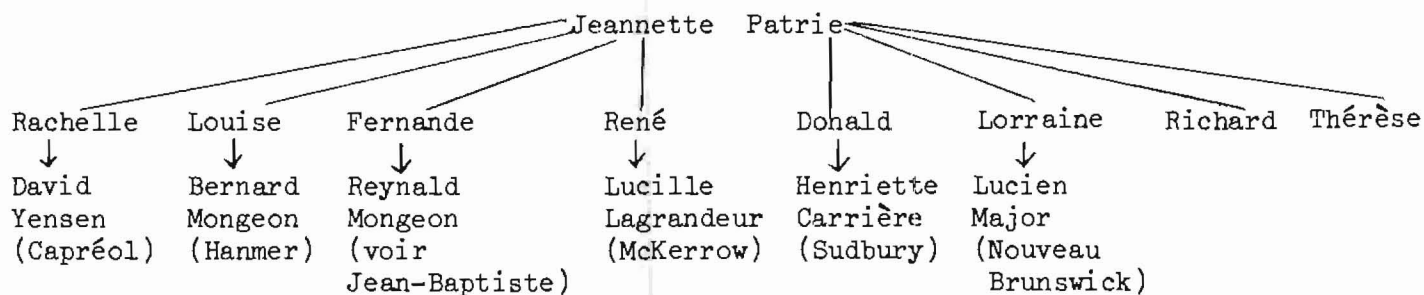 Jeannette Patrie
Rachelle Louise Fernande René Donald Lorraine Richard Thérèse
David Bernard Reynald Lucille Henriette Lucien
Yensen Mongeon Mongeon Lagrandeur Carrière Major
(Capréol) (Hanmer) (voir (McKerrow) (Sudbury) (Nouveau
Jean-Baptiste) Brunswick)